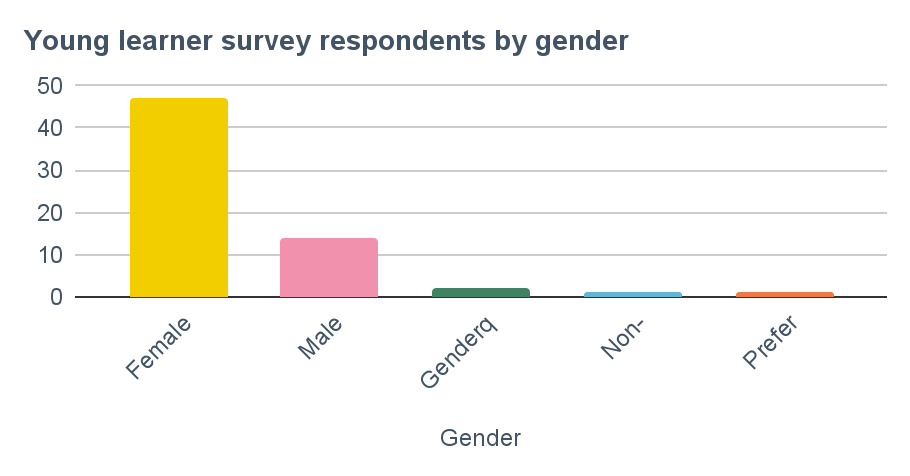 Young learner survey respondents by gender
50
40
30
20
10
0
Female
Male
Genderq
Non-
Prefer
Gender